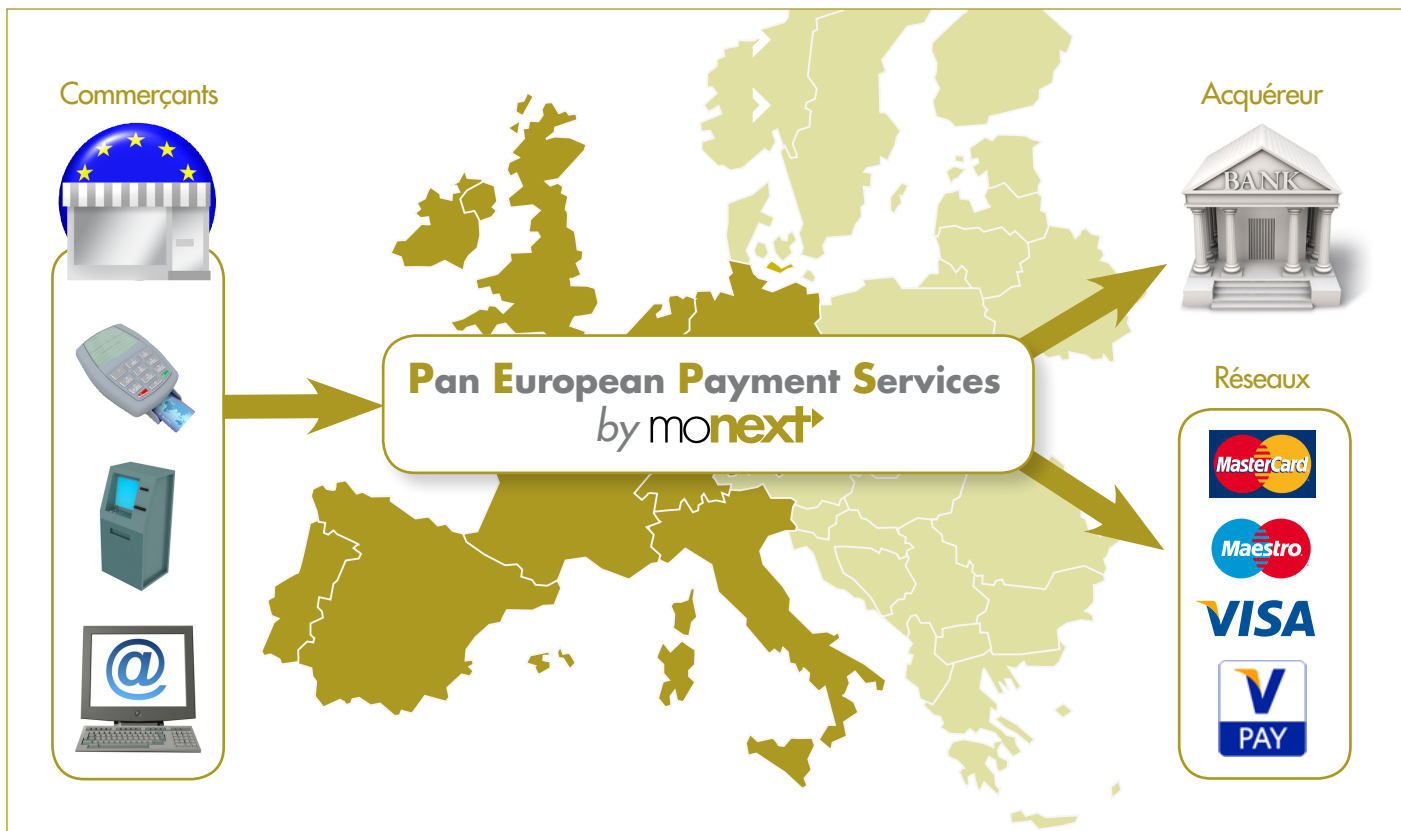 Commerçants
@
Pan European Payment Services
by monext
Acquéreur
BANK
Réseaux
MasterCard
Maestro
VISA
V
PAY